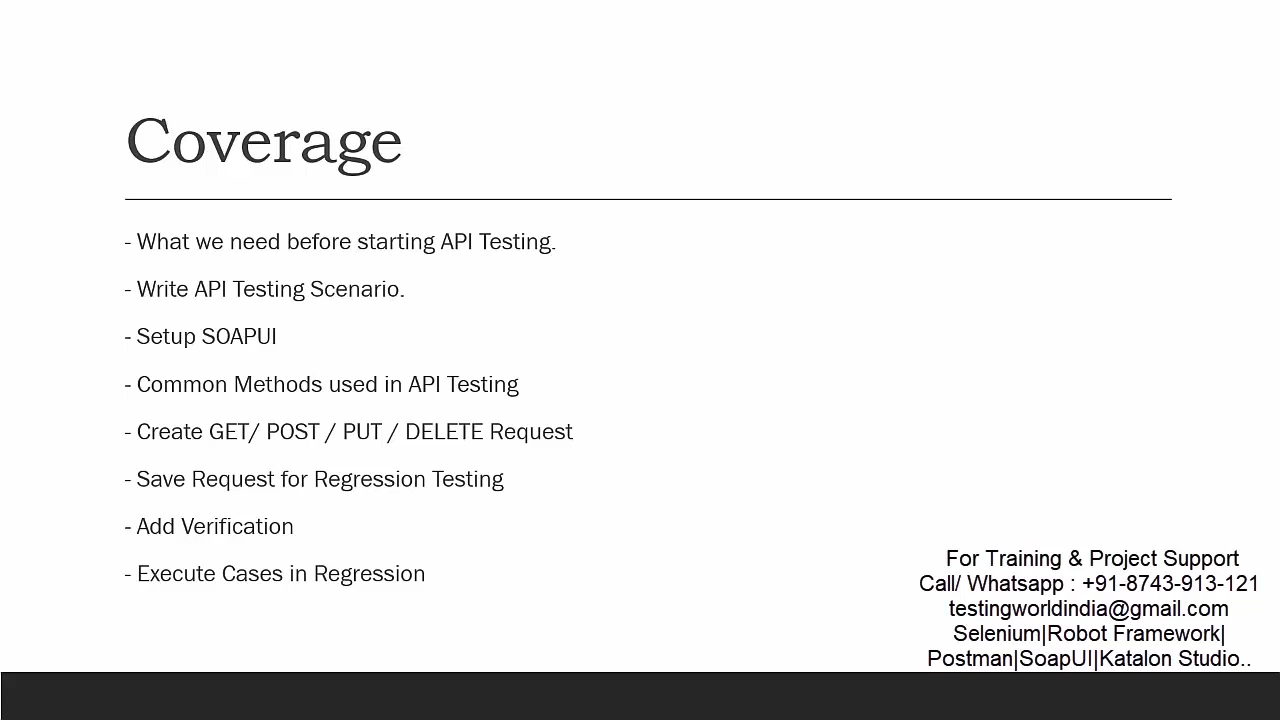 Coverage
- What we need before starting API Testing.
- Write API Testing Scenario.
- Setup SOAPUI
- Common Methods used in API Testing
- Create GET/ POST / PUT / DELETE Request
- Save Request for Regression Testing
- Add Verification
- Execute Cases in Regression
For Training & Project Support
Call/ Whatsapp : +91-8743-913-121
testingworldindia@gmail.com
Selenium|Robot Framework|
Postman|SoapUI|Katalon Studio..